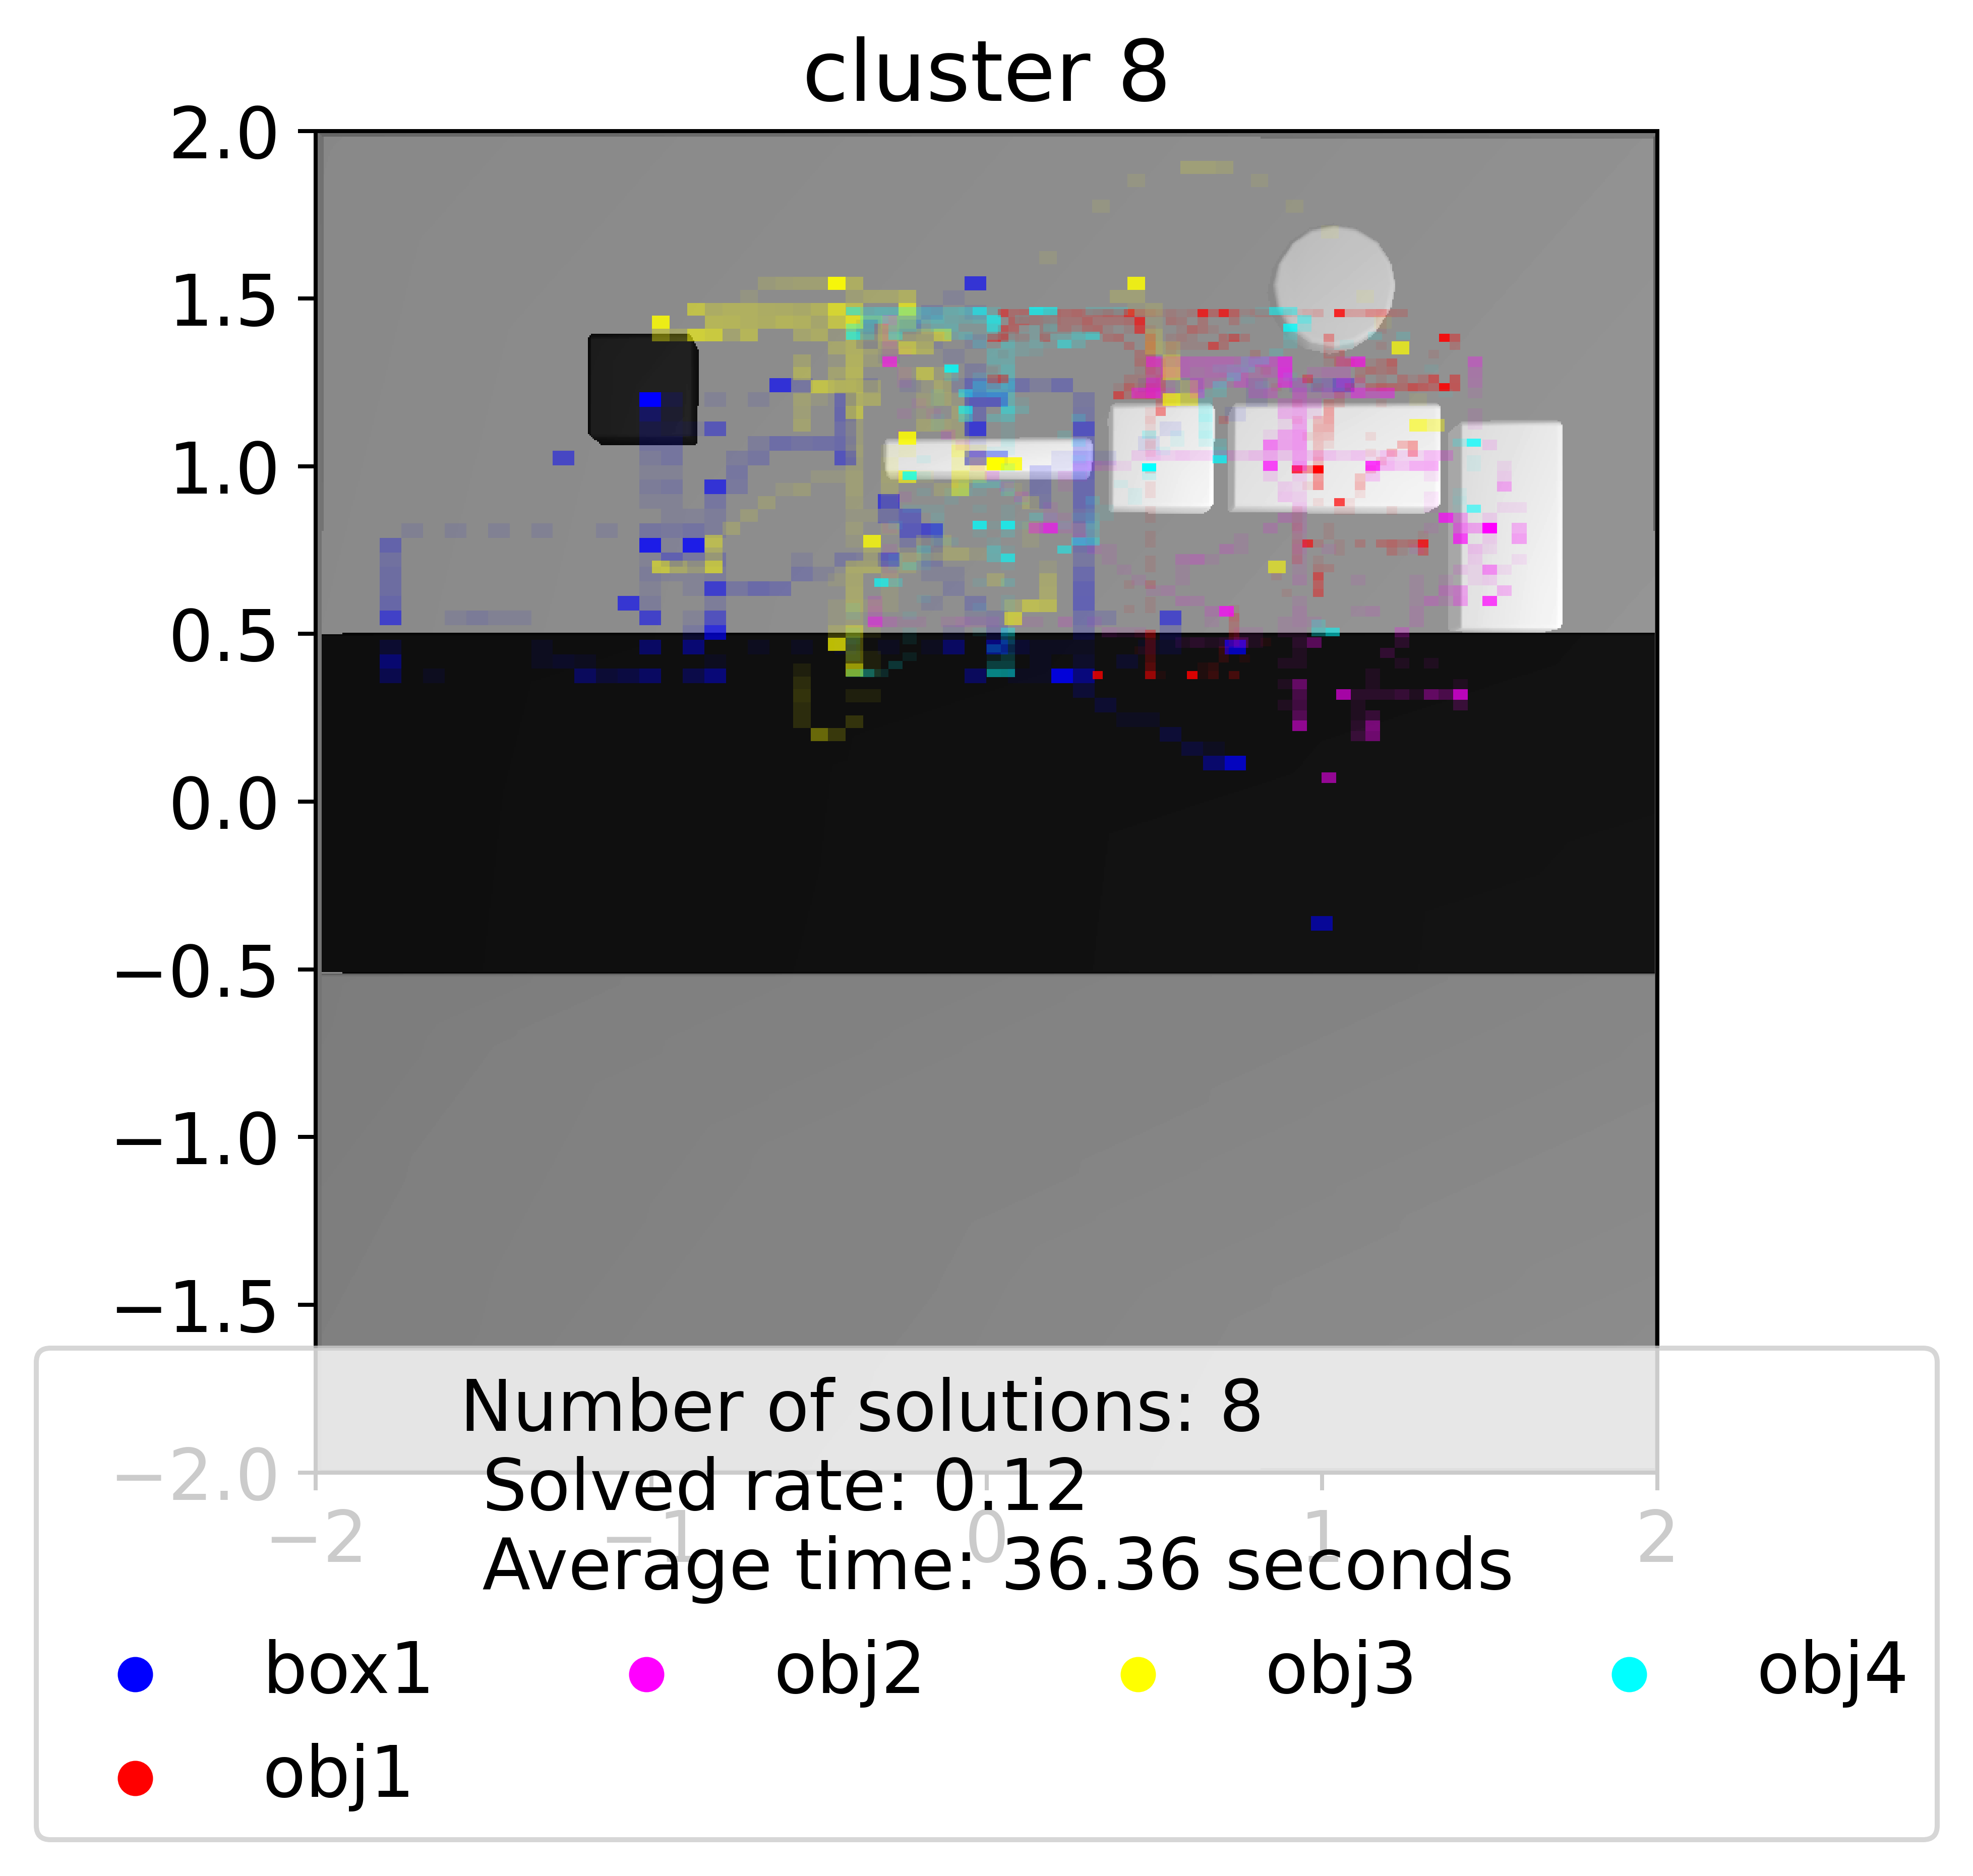 cluster 8
2.0
1.5
1.0
0.5
0.0
−0.5
−1.0
−1.5
−2.0
−2 −1 0 1 2
Number of solutions: 8
Solved rate: 0.12
Average time: 36.36 seconds
box1 obj2 obj3 obj4
obj1